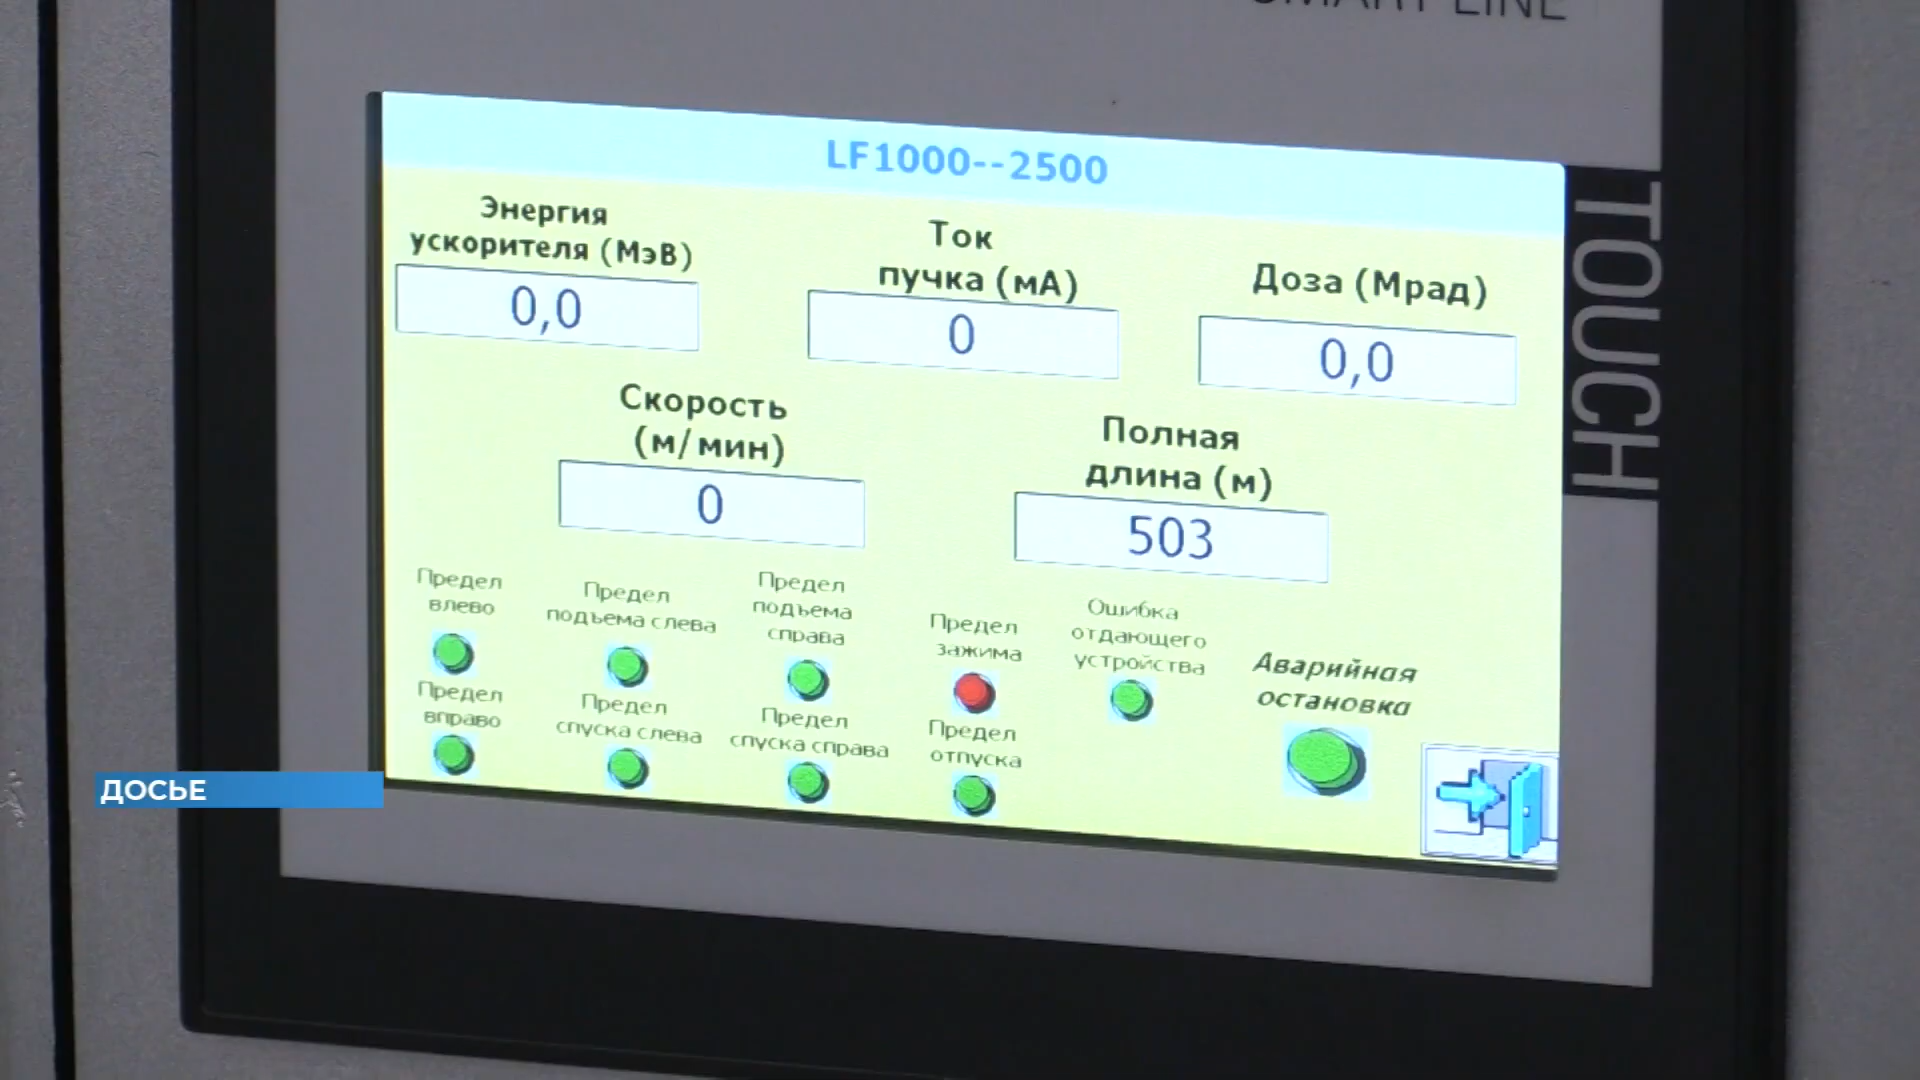 SMART LINE
TOUCH
LF1000--2500
Энергия
ускорителя (МэВ)
0,0
Ток
пучка (мА)
0
Доза (Мрад)
0,0
Скорость
(м/мин)
0
Полная
длина (м)
503
Предел
влево
Предел
подъема слева
Предел
подъема
справа
Предел
зажима
Ошибка
отдающего
устройства
Аварийная
остановка
Предел
вправо
Предел
спуска слева
Предел
спуска справа
Предел
отпуска
ДОСЬЕ